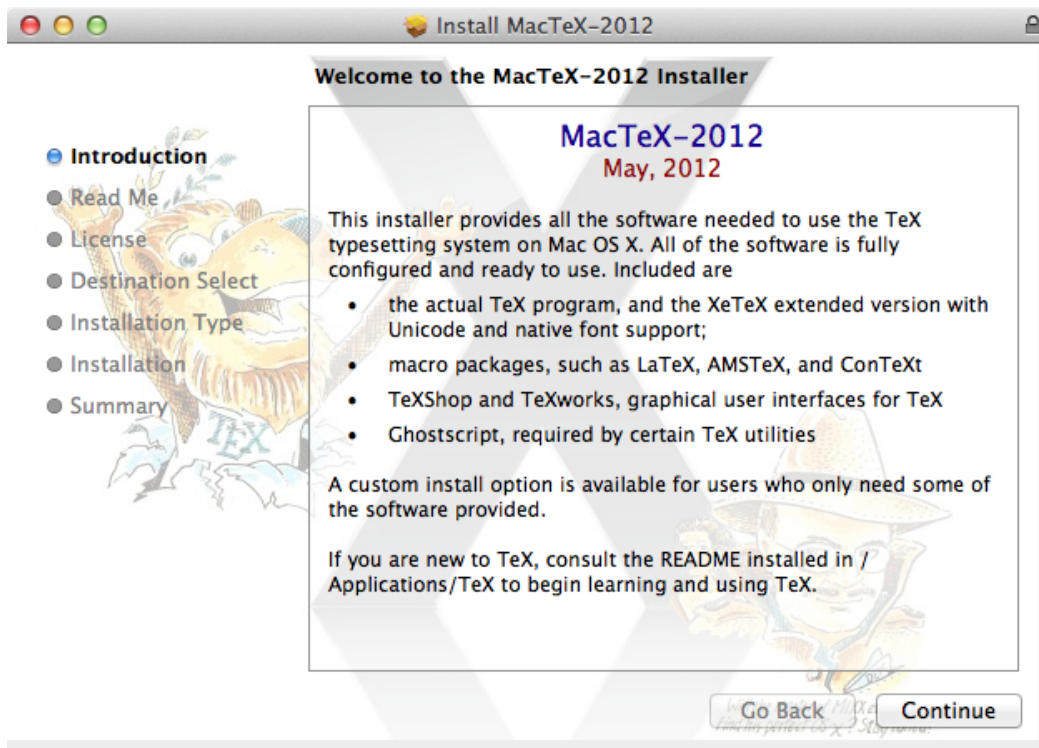 Install MacTeX-2012
Welcome to the MacTeX-2012 Installer
Introduction
Read Me
License
Destination Select
Installation Type
Installation
Summary
TEX
MacTeX-2012
May, 2012
This installer provides all the software needed to use the TeX
typesetting system on Mac OS X. All of the software is fully
configured and ready to use. Included are
• the actual TeX program, and the XeTeX extended version with
Unicode and native font support;
• macro packages, such as LaTeX, AMSTeX, and ConTeXt
• TeXShop and TeXworks, graphical user interfaces for TeX
• Ghostscript, required by certain TeX utilities
A custom install option is available for users who only need some of
the software provided.
If you are new to TeX, consult the README installed in /
Applications/TeX to begin learning and using TeX.
Go Back
Continue